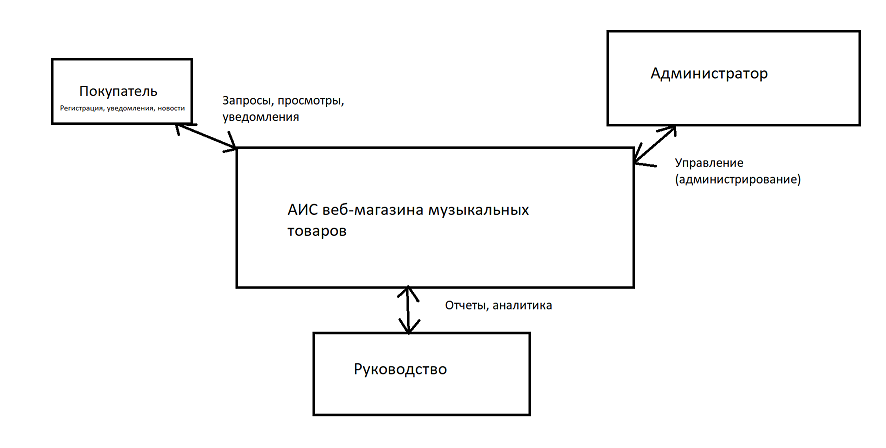 Покупатель
Регистрация, уведомления, новости
Запросы, просмотры,
уведомления
Администратор
Управление
(администрирование)
АИС веб-магазина музыкальных
товаров
Отчеты, аналитика
Руководство